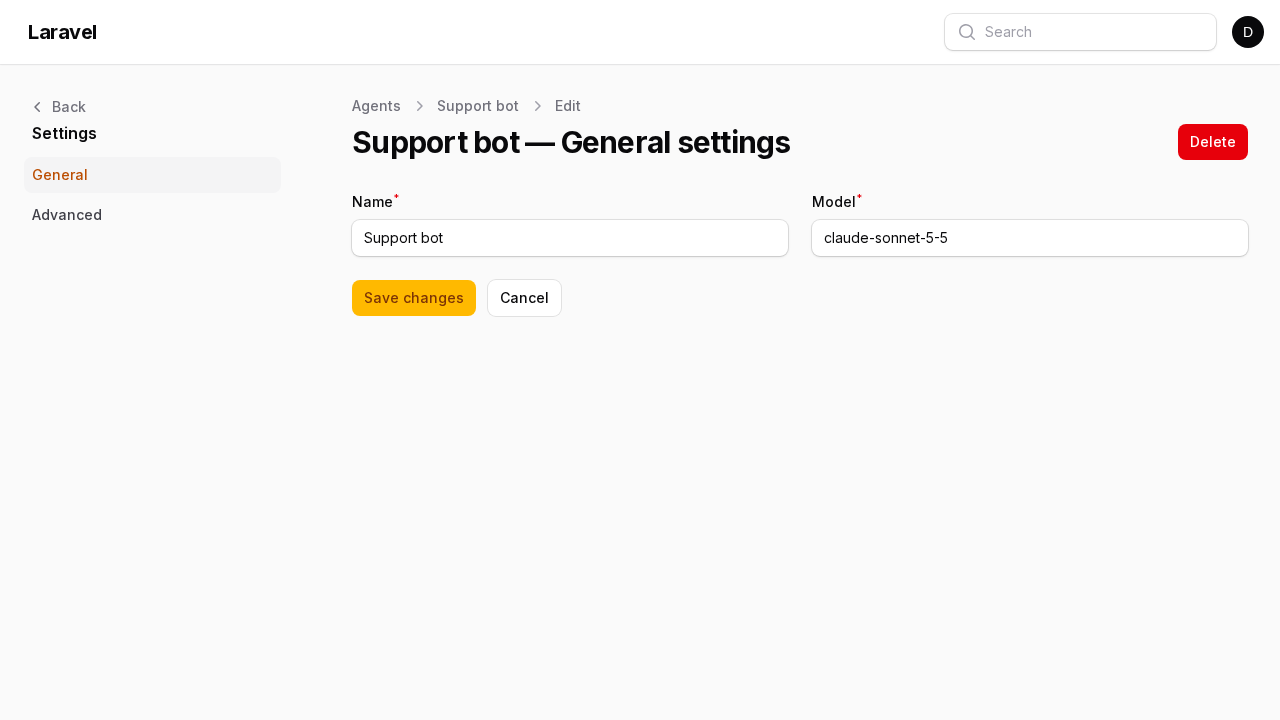 Laravel
Search
D
Back
Settings
General
Advanced
Agents
Support bot
Edit
Support bot — General settings
Delete
Name*
Model*
Support bot
claude-sonnet-5-5
Save changes
Cancel